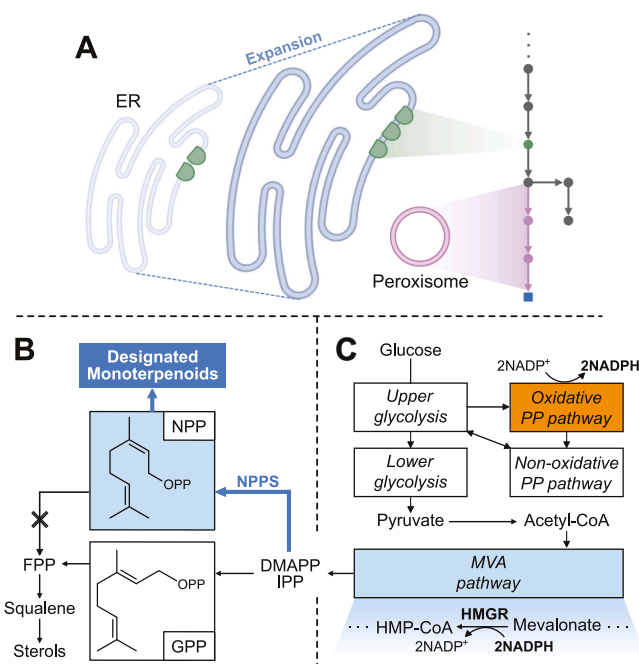 A
Expansion
ER
Peroxisome
B
Designated
Monoterpenoids
NPP
OPP
NPPS
FPP
Squalene
Sterols
OPP
GPP
DMAPP
IPP
C
Glucose
2NADP+
2NADPH
Upper
glycolysis
Oxidative
PP pathway
Lower
glycolysis
Non-oxidative
PP pathway
Pyruvate
Acetyl-CoA
MVA
pathway
HMGR
··· HMP-CoA
Mevalonate ···
2NADP+
2NADPH